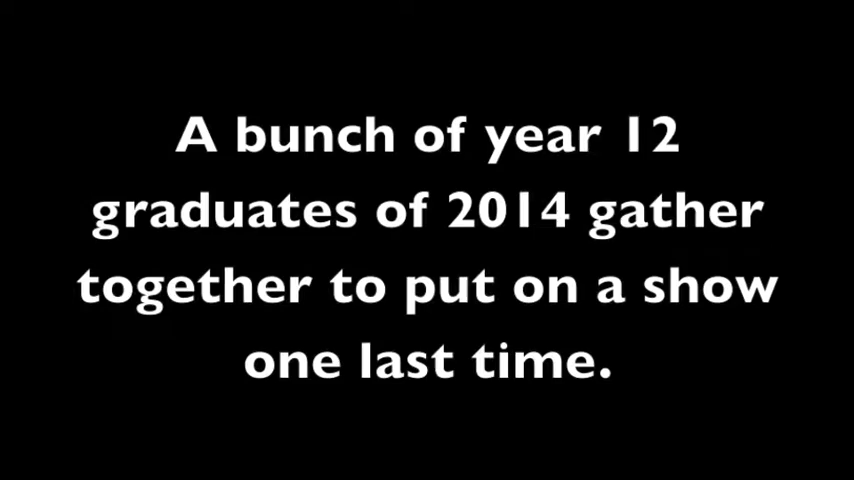 A bunch of year 12
graduates of 2014 gather
together to put on a show
one last time.